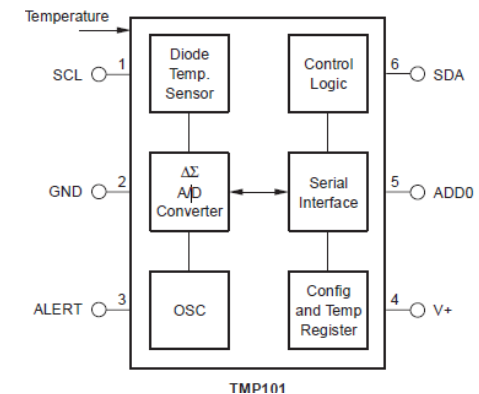 Temperature
SCL 1
Diode
Temp.
Sensor
Control
Logic
6 SDA
GND 2
ΔΣ
A/D
Converter
Serial
Interface
5 ADD0
ALERT 3
OSC
Config
and Temp
Register
4 V+
TMP101